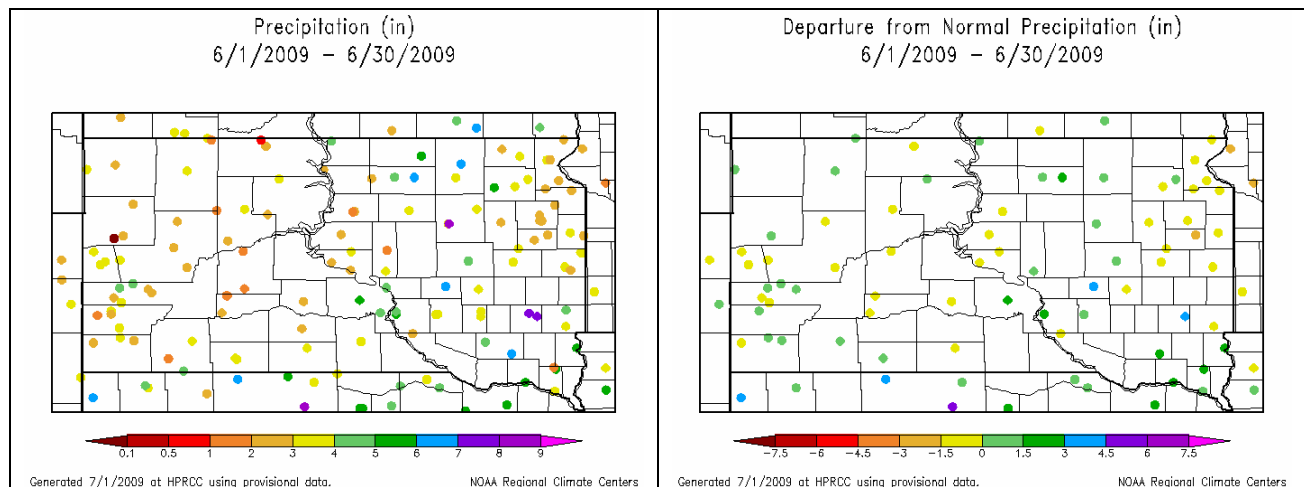 Precipitation (in)
6/1/2009 – 6/30/2009
0.1 0.5 1 2 3 4 5 6 7 8 9
Generated 7/1/2009 at HPRCC using provisional data. NOAA Regional Climate Centers
Departure from Normal Precipitation (in)
6/1/2009 – 6/30/2009
-7.5 -6 -4.5 -3 -1.5 0 1.5 3 4.5 6 7.5
Generated 7/1/2009 at HPRCC using provisional data. NOAA Regional Climate Centers